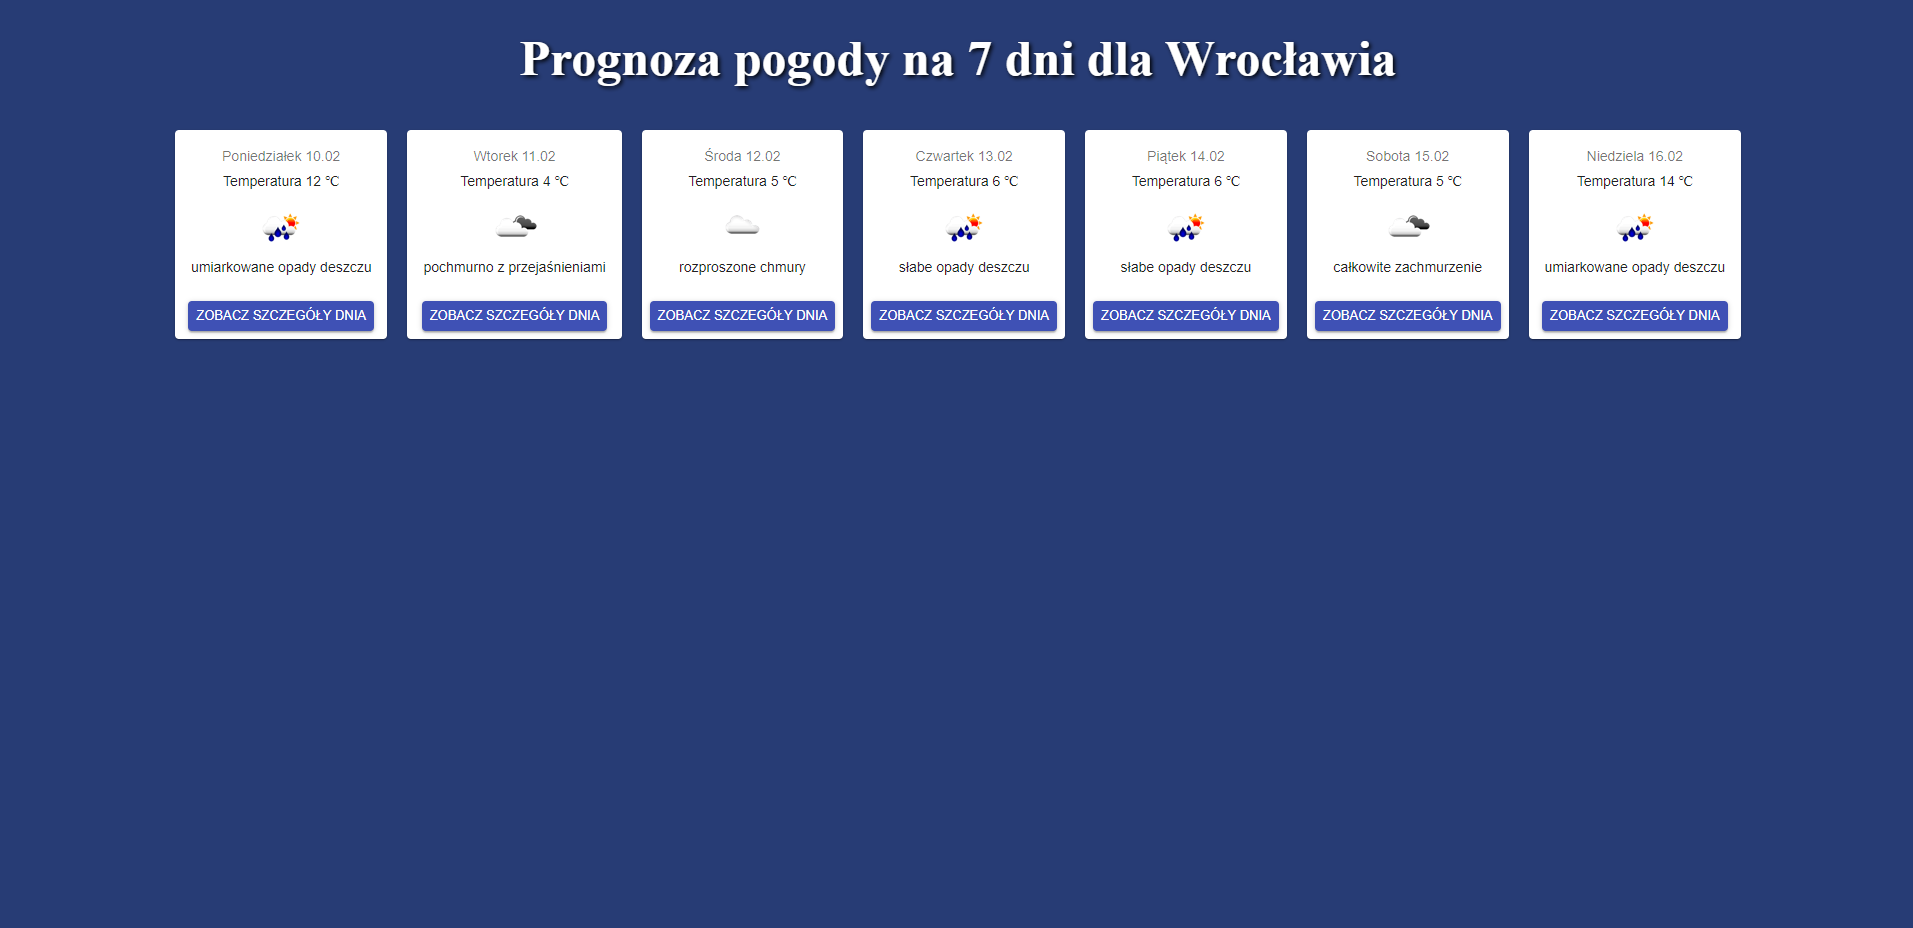 Prognoza pogody na 7 dni dla Wrocławia
Poniedziałek 10.02
Temperatura 12 °C
umiarkowane opady deszczu
ZOBACZ SZCZEGÓŁY DNIA
Wtorek 11.02
Temperatura 4 °C
pochmurno z przejaśnieniami
ZOBACZ SZCZEGÓŁY DNIA
Środa 12.02
Temperatura 5 °C
rozproszone chmury
ZOBACZ SZCZEGÓŁY DNIA
Czwartek 13.02
Temperatura 6 °C
słabe opady deszczu
ZOBACZ SZCZEGÓŁY DNIA
Piątek 14.02
Temperatura 6 °C
słabe opady deszczu
ZOBACZ SZCZEGÓŁY DNIA
Sobota 15.02
Temperatura 5 °C
całkowite zachmurzenie
ZOBACZ SZCZEGÓŁY DNIA
Niedziela 16.02
Temperatura 14 °C
umiarkowane opady deszczu
ZOBACZ SZCZEGÓŁY DNIA